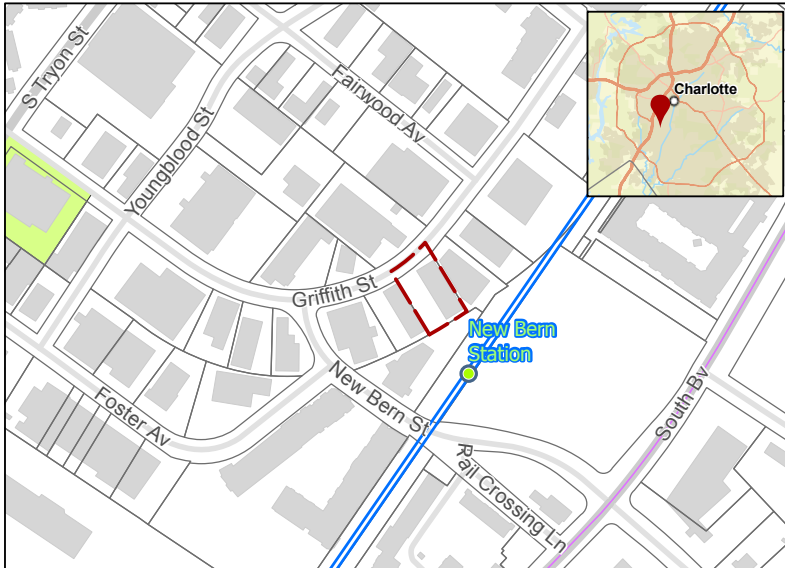 S Tryon St
Youngblood St
Fairwood Av
Charlotte
Griffith St
New Bern
Station
New Bern St
Foster Av
South Bv
Rail Crossing Ln